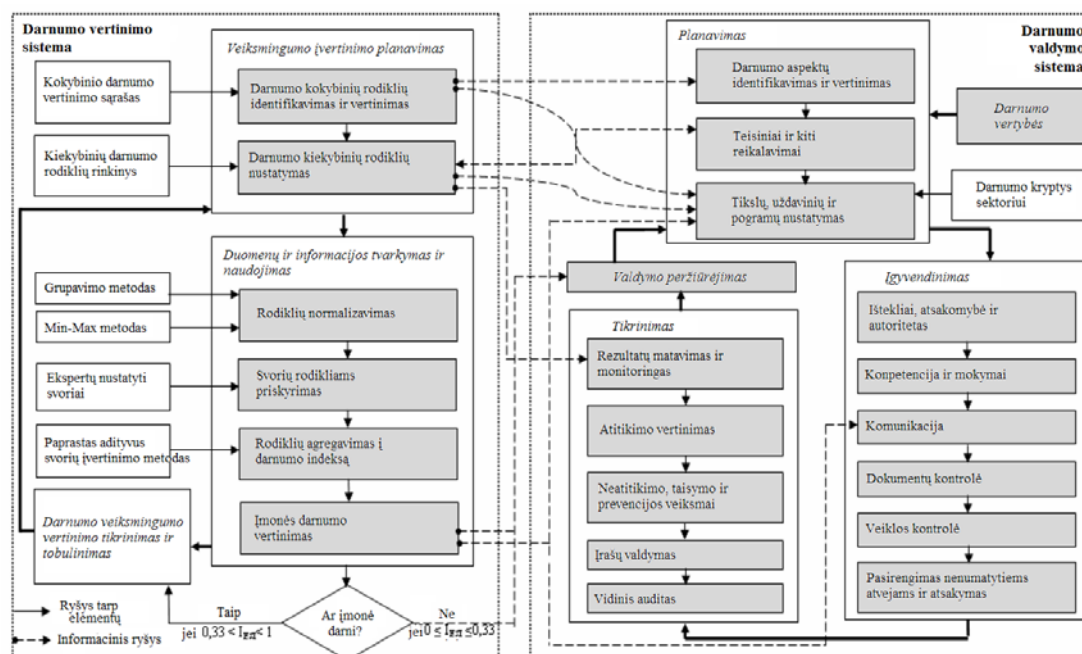 Darnumo vertinimo
sistema
Veiksmingumo įvertinimo planavimas
Kokybinio darnumo
vertinimo sąrašas
Darnumo kokybinių rodiklių
identifikavimas ir vertinimas
Kiekybinių darnumo
rodiklių rinkinys
Darnumo kiekybinių rodiklių
nustatymas
Duomenų ir informacijos tvarkymas ir
naudojimas
Grupavimo metodas
Min-Max metodas
Rodiklių normalizavimas
Ekspertų nustatyti
svoriai
Svorių rodikliams
priskyrimas
Paprastas adityvus
svorių įvertinimo metodas
Rodiklių agregavimas į
darnumo indeksą
Įmonės darnumo
vertinimas
Darnumo veiksmingumo
vertinimo tikrinimas ir
tobulinimas
Taip
jei 0,33 <
< 1
Ar įmonė
darni?
Ne
jei 0 ≤
≤0,33
Ryšys tarp
elementų
Informacinis ryšys
Darnumo
valdymo
sistema
Planavimas
Darnumo aspektų
identifikavimas ir vertinimas
Teisiniai ir kiti
reikalavimai
Tikslų, uždavinių ir
pogramų nustatymas
Darnumo
vertybės
Darnumo kryptys
sektoriui
Valdymo peržiūrėjimas
Tikrinimas
Rezultatų matavimas ir
monitoringas
Atitikimo vertinimas
Neatitikimo, taisymo ir
prevencijos veiksmai
Įrašų valdymas
Vidinis auditas
Įgyvendinimas
Ištekliai, atsakomybė ir
autoritetas
Konpetencija ir mokymai
Komunikacija
Dokumentų kontrolė
Veiklos kontrolė
Pasirengimas nenumatytiems
atvejams ir atsakymas